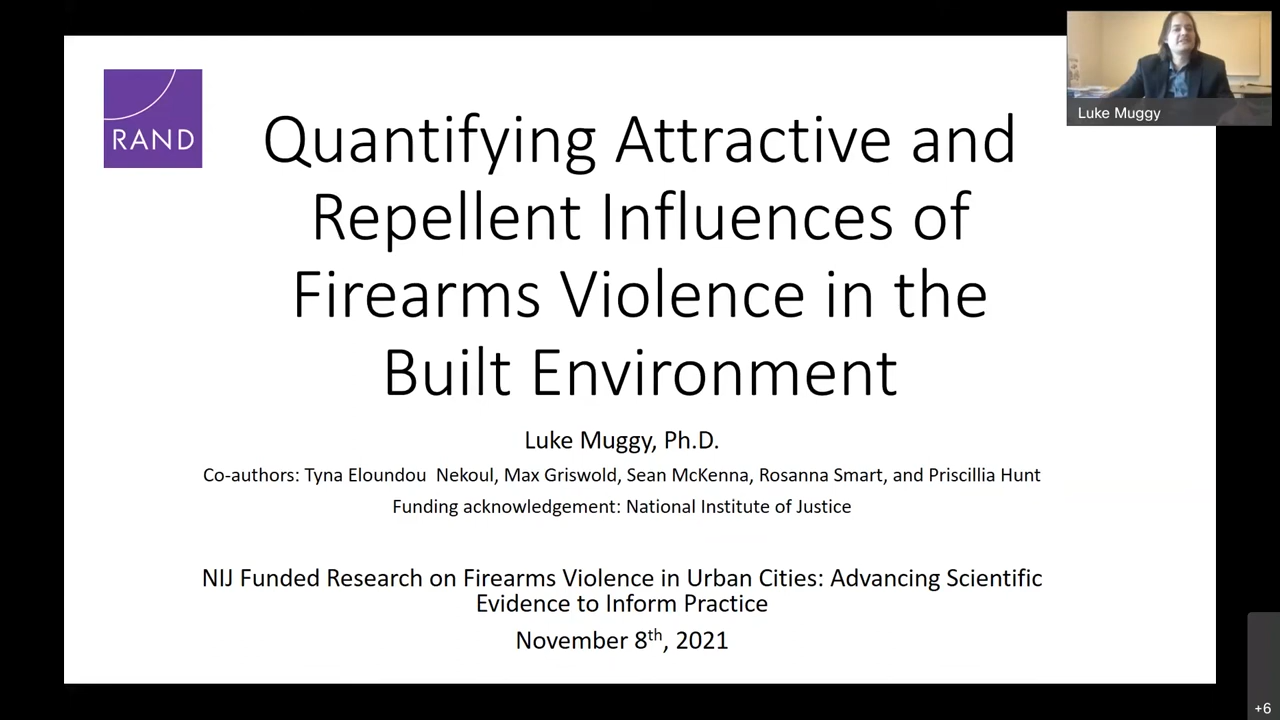 RAND
Quantifying Attractive and
Repellent Influences of
Firearms Violence in the
Built Environment
Luke Muggy, Ph.D.
Co-authors: Tyna Eloundou  Nekoul, Max Griswold, Sean McKenna, Rosanna Smart, and Priscillia Hunt
Funding acknowledgement: National Institute of Justice
NIJ Funded Research on Firearms Violence in Urban Cities: Advancing Scientific
Evidence to Inform Practice
November 8th, 2021
Luke Muggy
+6